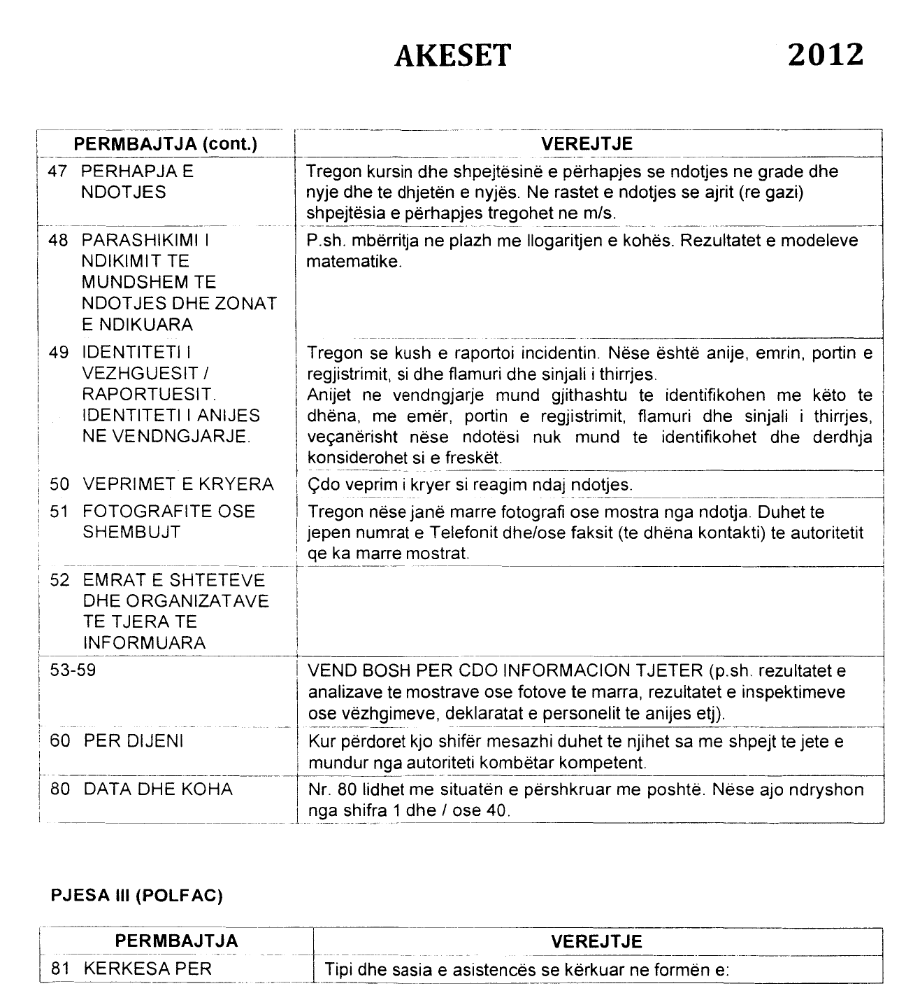 AKESET 2012
PERMBAJTJA (cont.) VEREJTJE
47 PERHAPJA E
NDOTJES
Tregon kursin dhe shpejtësinë e përhapjes se ndotjes ne grade dhe
nyje dhe te dhjetën e nyjës. Ne rastet e ndotjes se ajrit (re gazi)
shpejtësia e përhapjes tregohet ne m/s.
48 PARASHIKIMI I
NDIKIMIT TE
MUNDSHEM TE
NDOTJES DHE ZONAT
E NDIKUARA
P.sh. mbërritja ne plazh me llogaritjen e kohës. Rezultatet e modeleve
matematike.
49 IDENTITETI I
VEZHGUESIT /
RAPORTUESIT.
IDENTITETI I ANIJES
NE VENDNGJARJE.
Tregon se kush e raportoi incidentin. Nëse është anije, emrin, portin e
regjistrimit, si dhe flamuri dhe sinjali i thirrjes.
Anijet ne vendngjarje mund gjithashtu te identifikohen me këto te
dhëna, me emër, portin e regjistrimit, flamuri dhe sinjali i thirrjes,
veçanërisht nëse ndotësi nuk mund te identifikohet dhe derdhja
konsiderohet si e freskët.
50 VEPRIMET E KRYERA
Çdo veprim i kryer si reagim ndaj ndotjes.
51 FOTOGRAFITE OSE
SHEMBUJT
Tregon nëse janë marre fotografi ose mostra nga ndotja. Duhet te
jepen numrat e Telefonit dhe/ose faksit (te dhëna kontakti) te autoritetit
qe ka marre mostrat.
52 EMRAT E SHTETEVE
DHE ORGANIZATAVE
TE TJERA TE
INFORMUARA
53-59
VEND BOSH PER CDO INFORMACION TJETER (p.sh. rezultatet e
analizave te mostrave ose fotove te marra, rezultatet e inspektimeve
ose vëzhgimeve, deklaratat e personelit te anijes etj).
60 PER DIJENI
Kur përdoret kjo shifër mesazhi duhet te njihet sa me shpejt te jete e
mundur nga autoriteti kombëtar kompetent.
80 DATA DHE KOHA
Nr. 80 lidhet me situatën e përshkruar me poshtë. Nëse ajo ndryshon
nga shifra 1 dhe / ose 40.
PJESA III (POLFAC)
PERMBAJTJA VEREJTJE
81 KERKESA PER
Tipi dhe sasia e asistencës se kërkuar ne formën e: